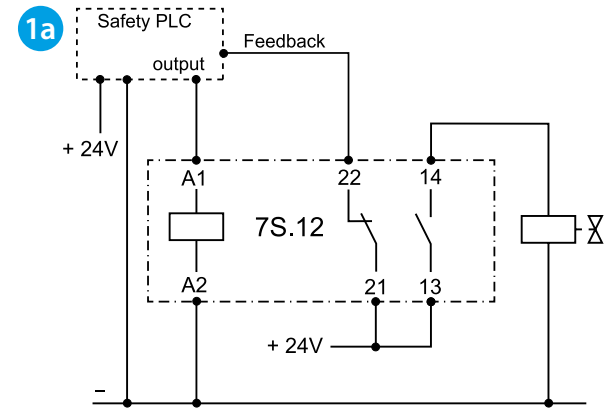 1a
Safety PLC
Feedback
output
+ 24V
A1
22
14
7S.12
A2
21
13
+ 24V
–